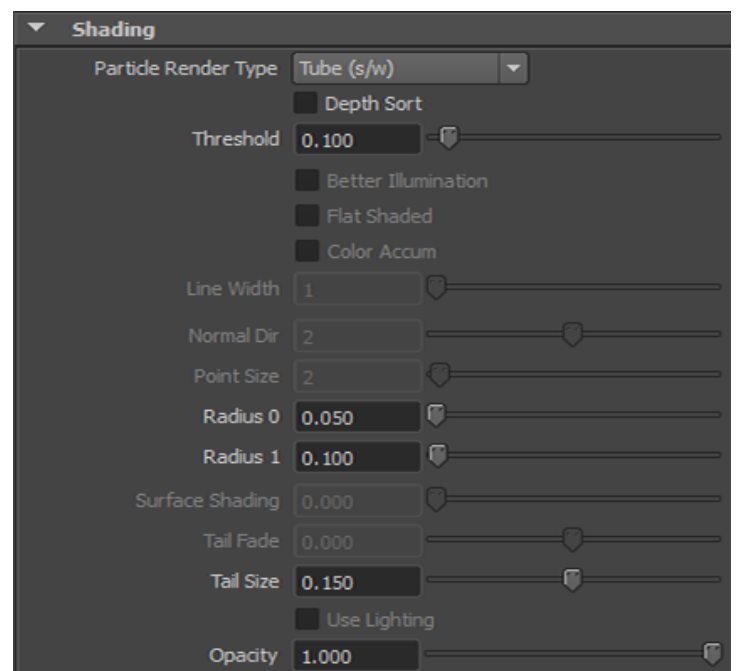 Shading
Particle Render Type Tube (s/w)
Depth Sort
Threshold 0.100
Better Illumination
Flat Shaded
Color Accum
Line Width 1
Normal Dir 2
Point Size 2
Radius 0 0.050
Radius 1 0.100
Surface Shading 0.000
Tail Fade 0.000
Tail Size 0.150
Use Lighting
Opacity 1.000